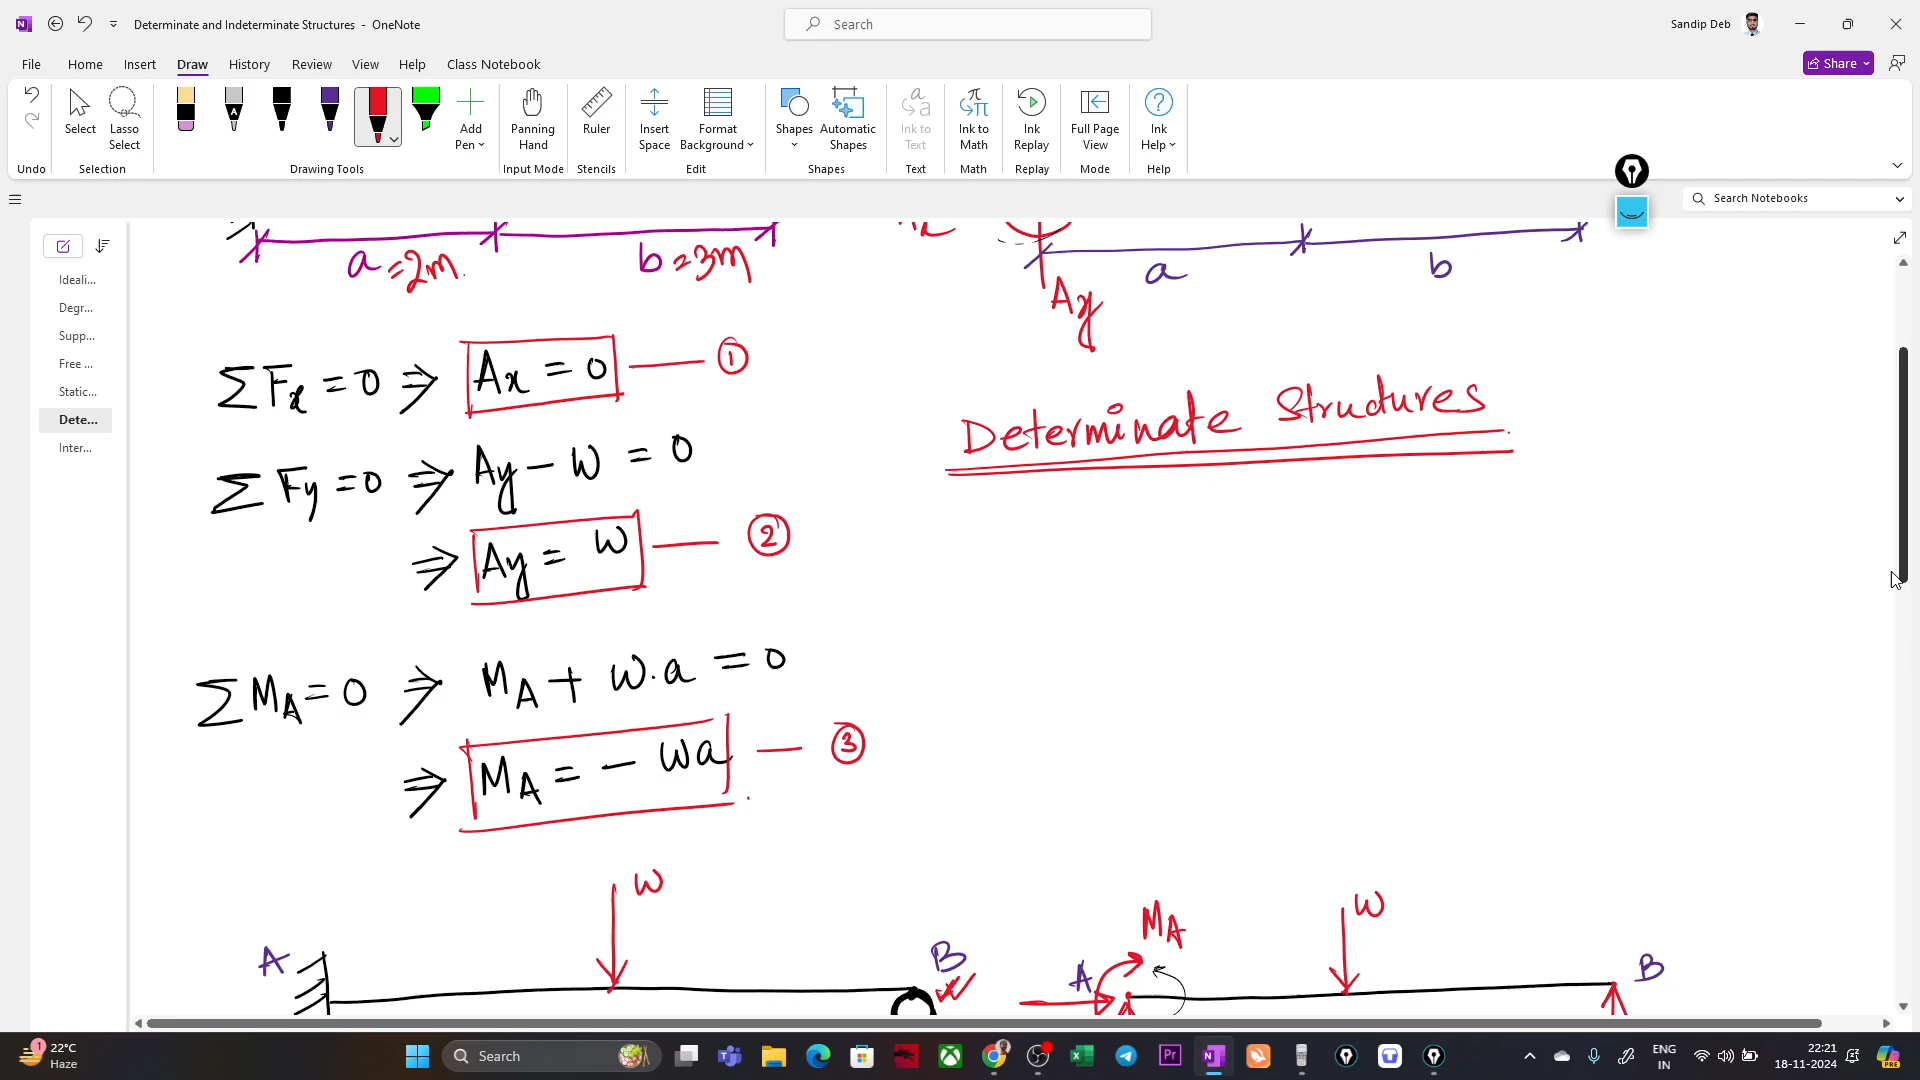 Determinate and Indeterminate Structures - OneNote
Search
Sandip Deb
File Home Insert Draw History Review View Help Class Notebook
Share
Select
Lasso Select
Add Pen
Panning Hand
Ruler
Insert Space
Format Background
Shapes
Automatic Shapes
Ink to Text
Ink to Math
Ink Replay
Full Page View
Ink Help
Undo Selection Drawing Tools Input Mode Stencils Edit Shapes Text Math Replay Mode Help
Search Notebooks
Ideali...
Degr...
Supp...
Free ...
Static...
Dete...
Inter...
a = 2m.
b = 3m
a
b
Ay
ΣFx = 0 ⇒ Ax = 0 — ①
Determinate Structures
ΣFy = 0 ⇒ Ay - W = 0
⇒ Ay = W — ②
ΣMA = 0 ⇒ MA + W.a = 0
⇒ MA = - Wa — ③
W
A
B
MA
W
A
B
1
22°C
Haze
Search
ENG
IN
22:21
18-11-2024